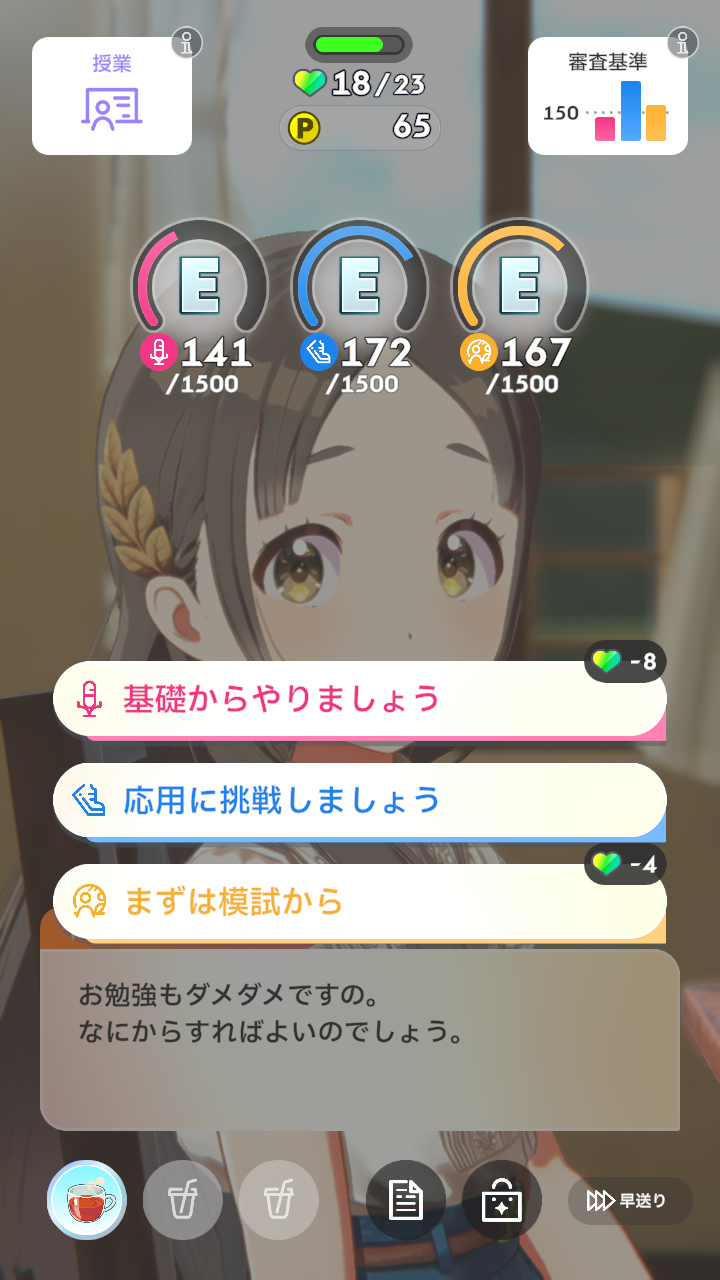 授業
18/23
P 65
審査基準
150
E E E
141 172 167
/1500 /1500 /1500
-8
基礎からやりましょう
応用に挑戦しましょう
-4
まずは模試から
お勉強もダメダメですの。
なにからすればよいのでしょう。
早送り